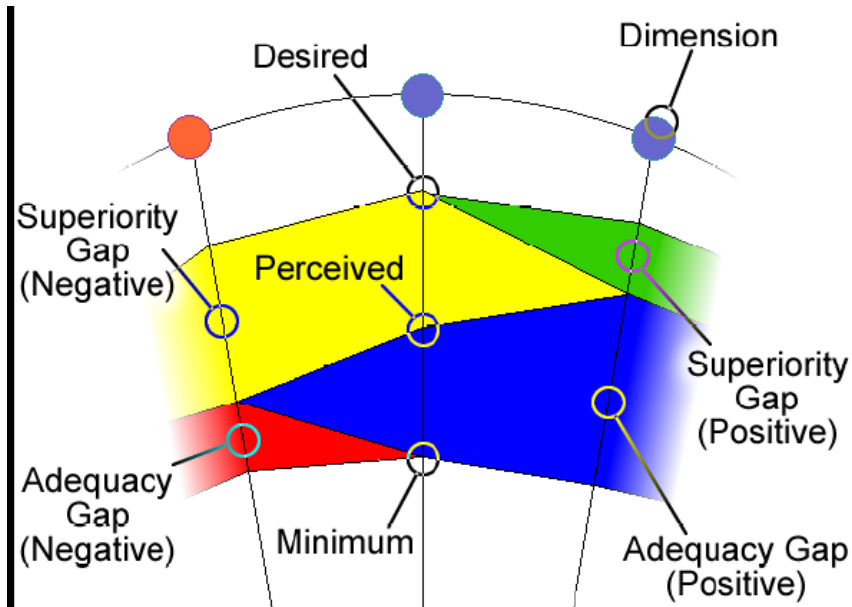 Dimension
Desired
Superiority
Gap
(Negative)
Perceived
Superiority
Gap
(Positive)
Adequacy
Gap
(Negative)
Minimum
Adequacy Gap
(Positive)